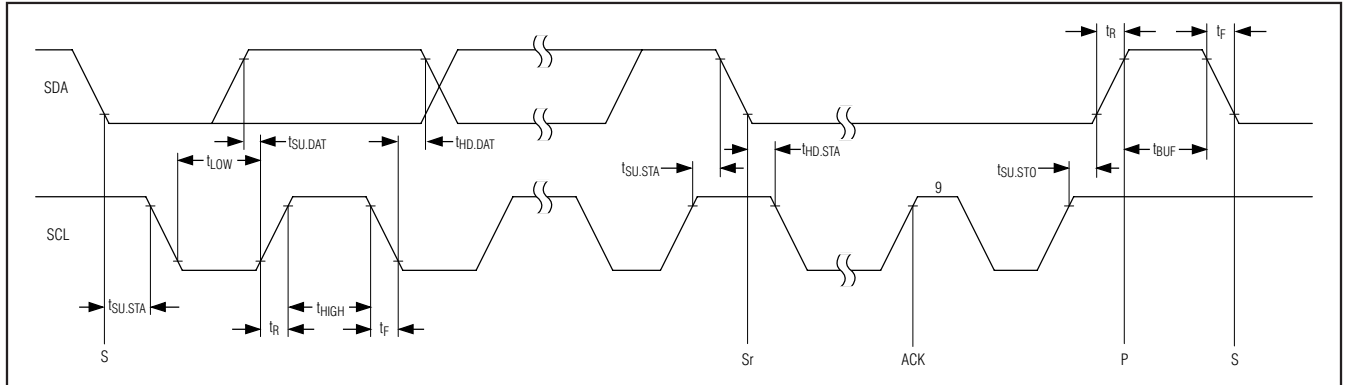 tR
tF
SDA
tSU.DAT
tHD.DAT
tLOW
tHD.STA
tSU.STA
tSU.STO
tBUF
9
SCL
tSU.STA
tHIGH
tR
tF
S
Sr
ACK
P
S